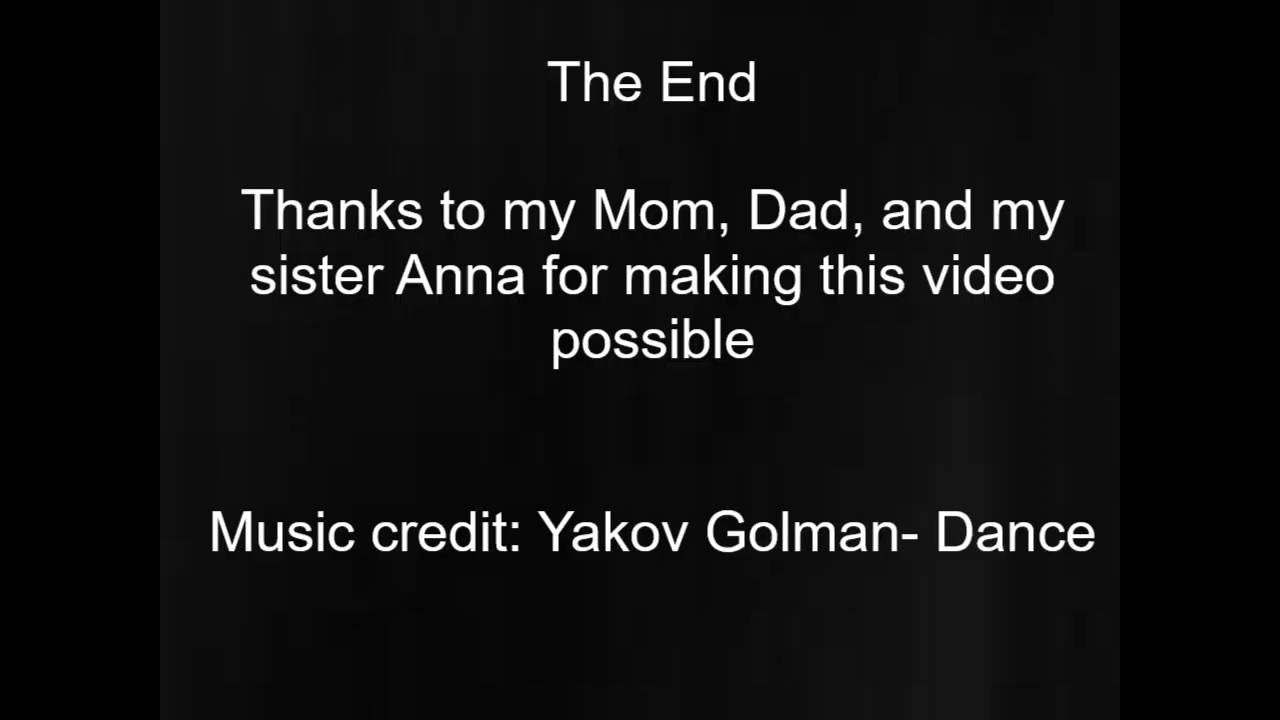 The End
Thanks to my Mom, Dad, and my
sister Anna for making this video
possible
Music credit: Yakov Golman- Dance